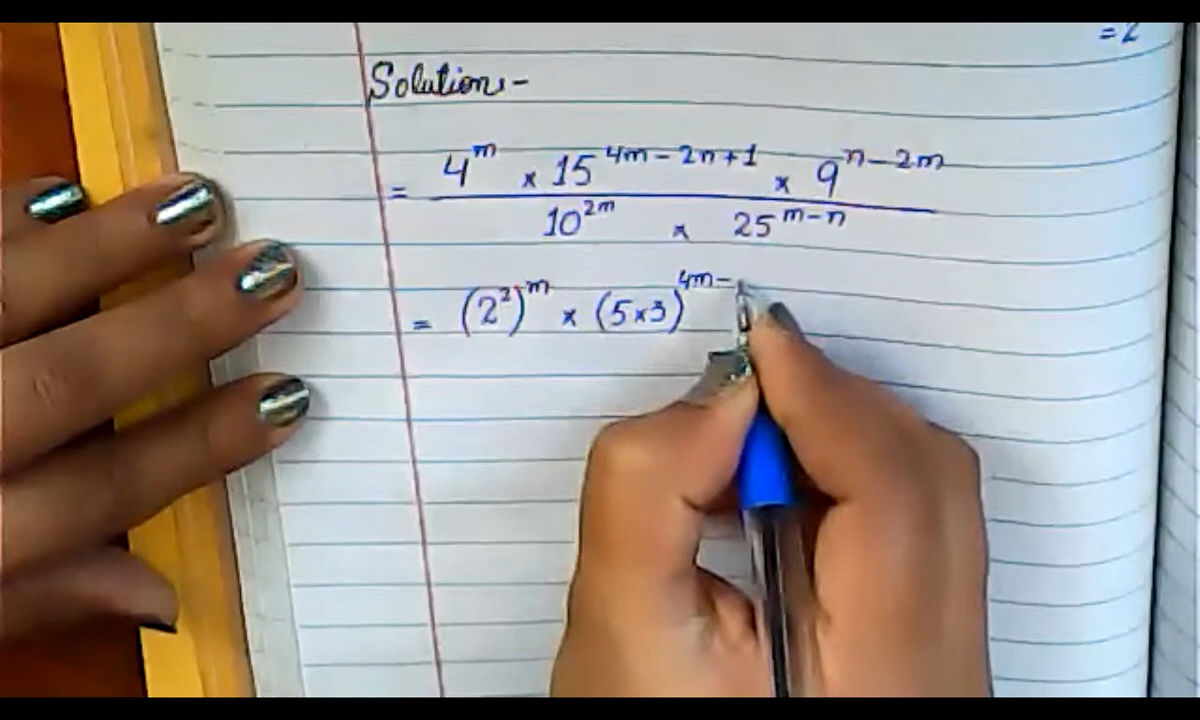 = 2
Solution:-
= 4^m × 15^{4m-2n+1} × 9^{n-2m}
10^{2m} × 25^{m-n}
= (2^2)^m × (5×3)^{4m-